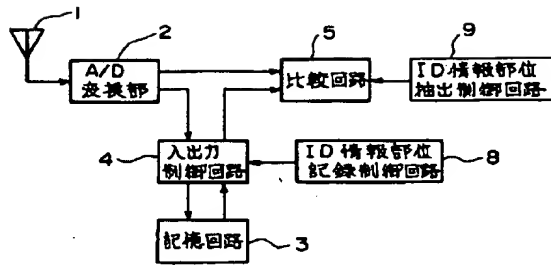 1
2
5
9
A/D
変換部
比較回路
ID情報部位
抽出制御回路
4
入出力
制御回路
ID情報部位
記録制御回路
8
記憶回路
3